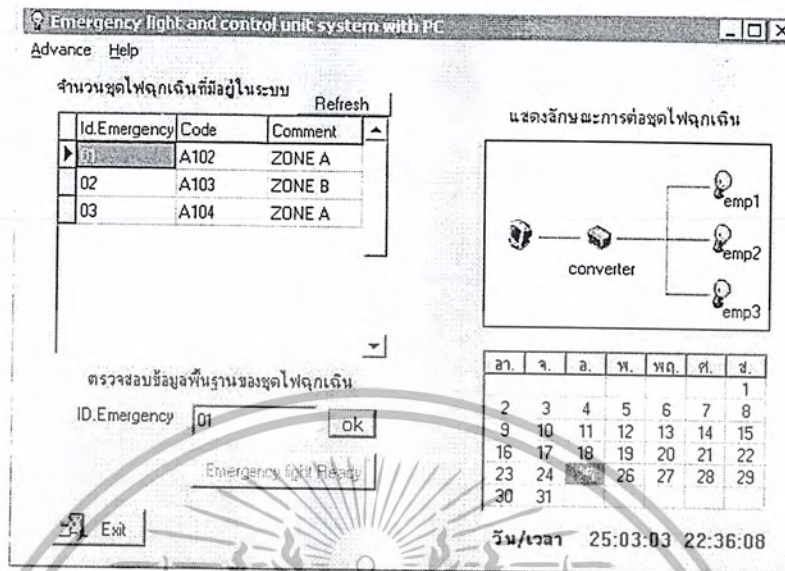 Emergency light and control unit system with PC
Advance Help
จำนวนชุดไฟฉุกเฉินที่มีอยู่ในระบบ
Refresh
Id.Emergency Code Comment
01 A102 ZONE A
02 A103 ZONE B
03 A104 ZONE A
ตรวจสอบข้อมูลพื้นฐานของชุดไฟฉุกเฉิน
ID.Emergency 01 ok
Emergency light Ready
Exit
แสดงลักษณะการต่อชุดไฟฉุกเฉิน
emp1
emp2
converter
emp3
อา. จ. อ. พ. พฤ. ศ. ส.
1
2 3 4 5 6 7 8
9 10 11 12 13 14 15
16 17 18 19 20 21 22
23 24 25 26 27 28 29
30 31
วัน/เวลา 25:03:03 22:36:08